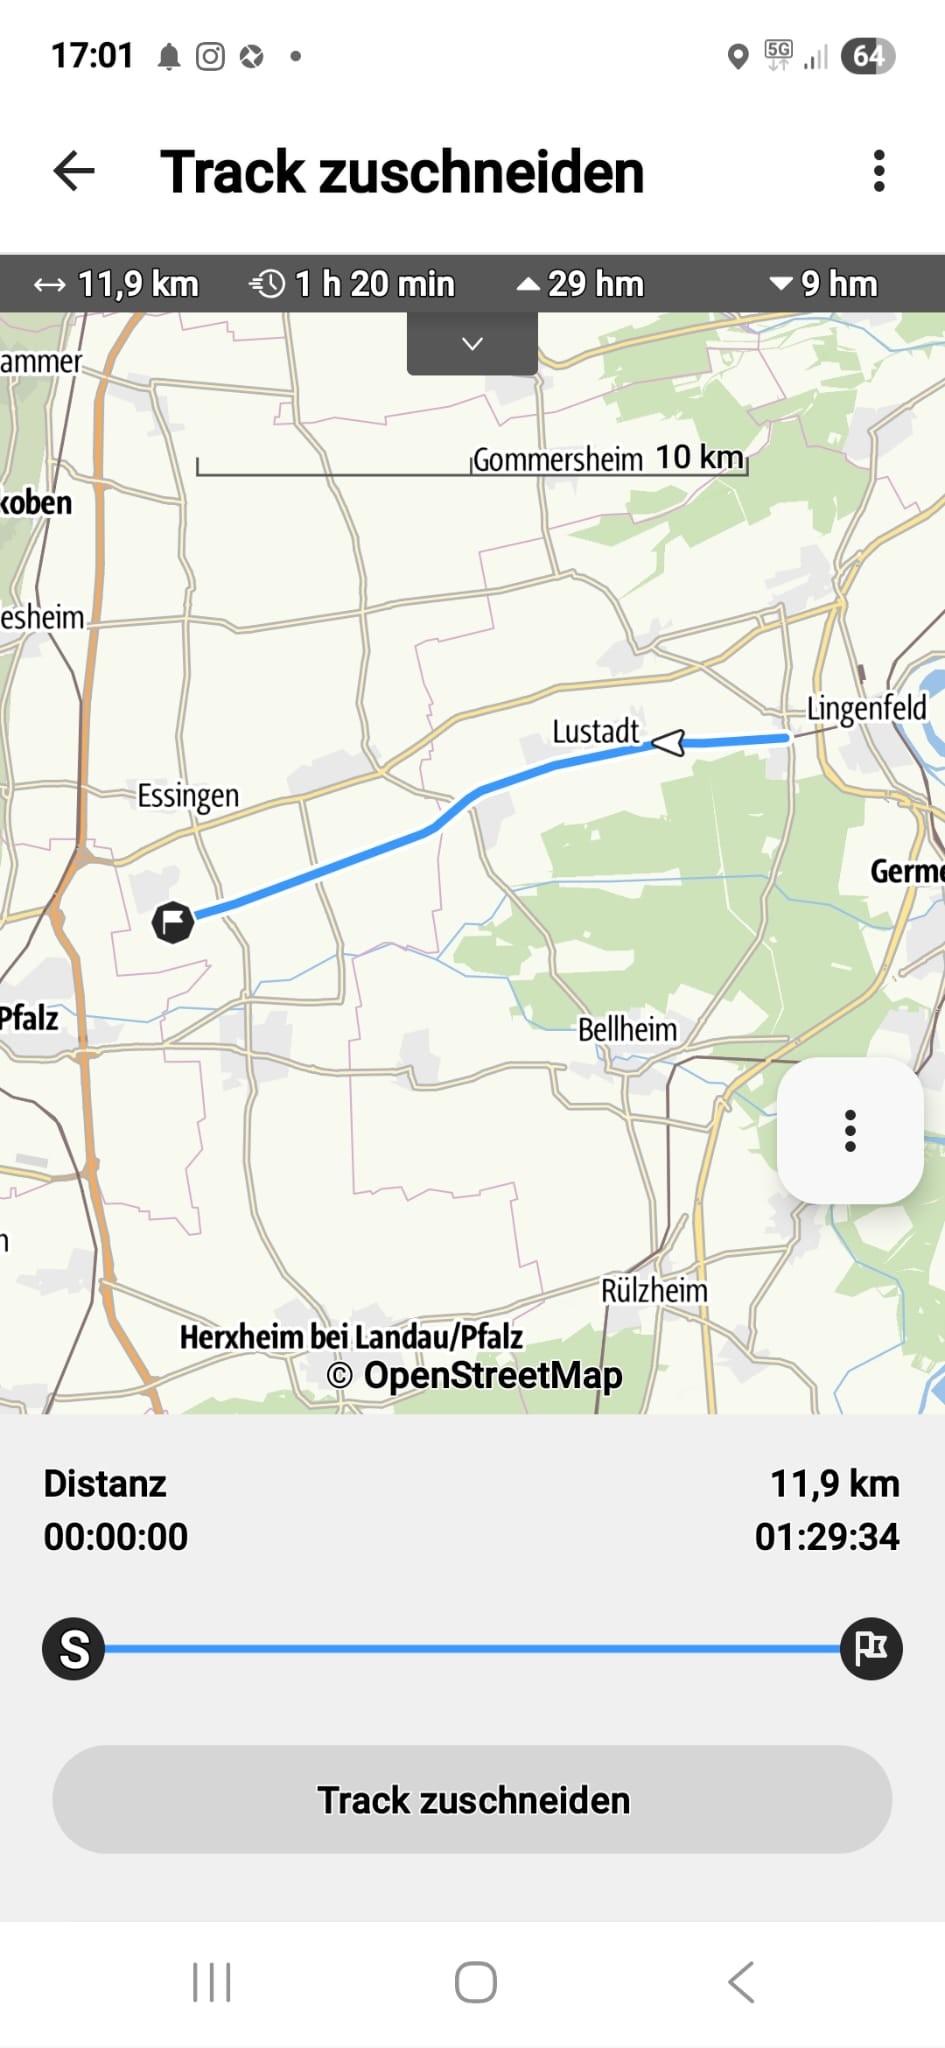 17:01 5G 64
Track zuschneiden
11,9 km 1 h 20 min 29 hm 9 hm
ammer
Gommersheim 10 km
koben
esheim
Lingenfeld
Lustadt
Essingen
Germe
Pfalz
Bellheim
n
Rülzheim
Herxheim bei Landau/Pfalz
© OpenStreetMap
Distanz 11,9 km
00:00:00 01:29:34
S
Track zuschneiden